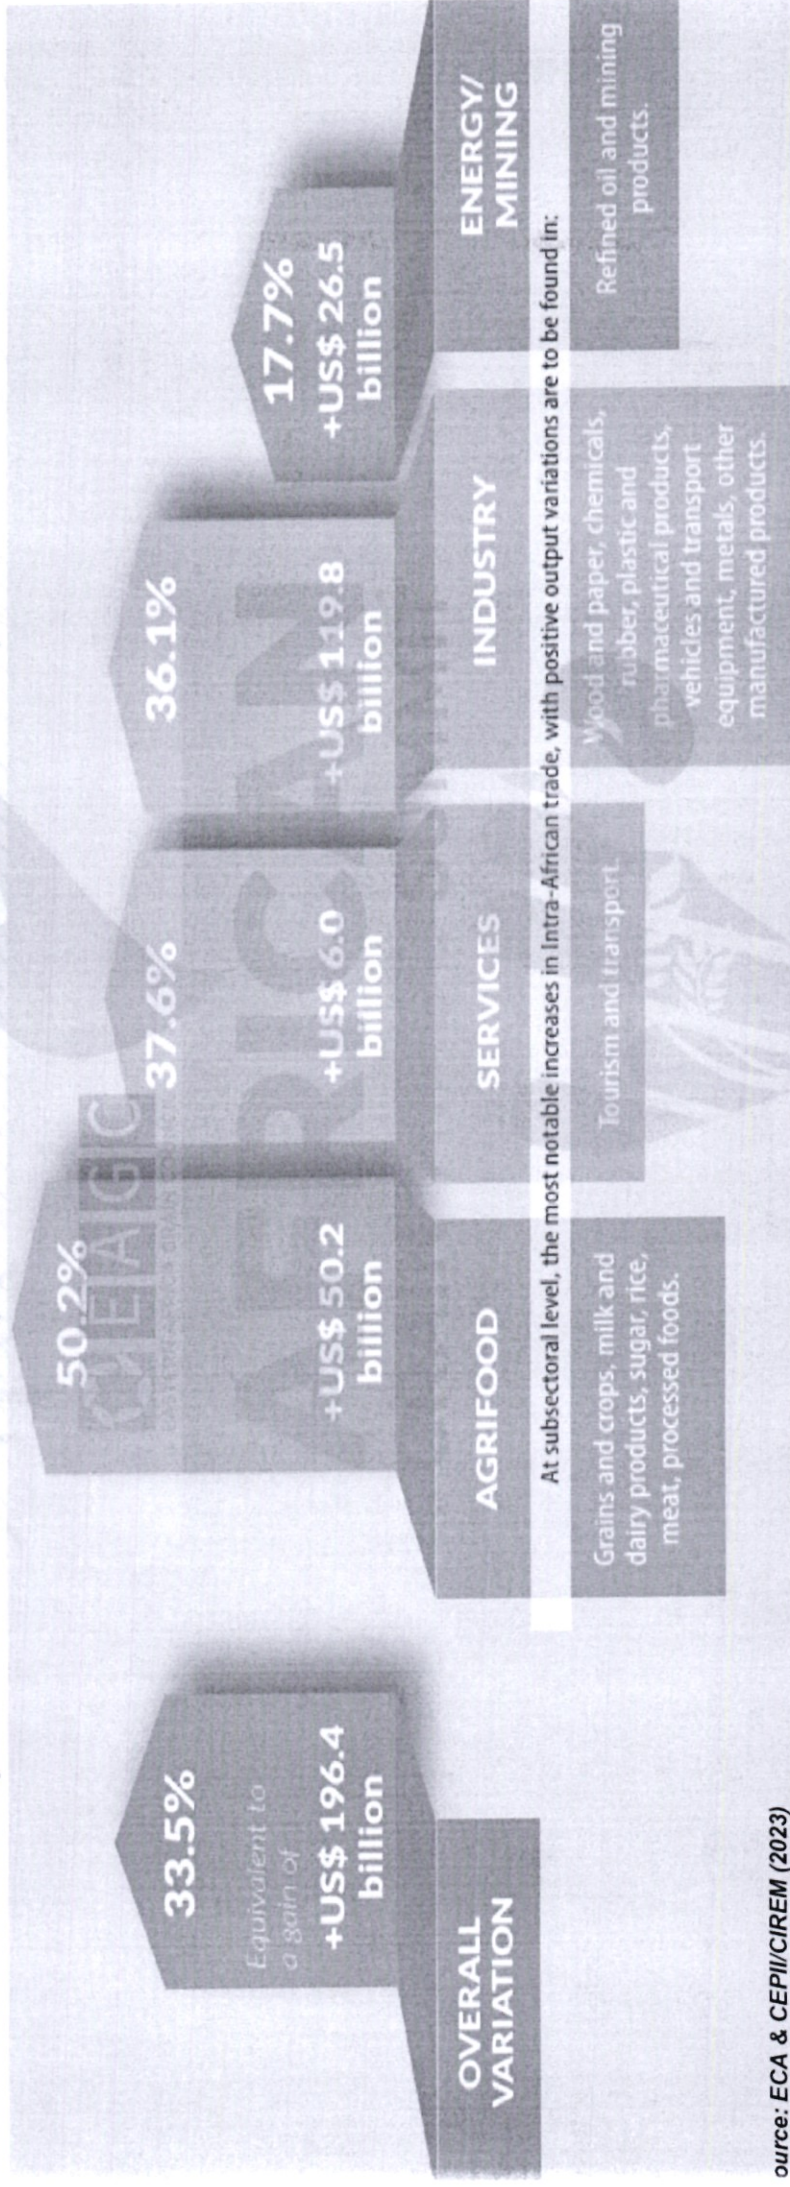 33.5%
Equivalent to
a gain of
+US$ 196.4
billion
OVERALL
VARIATION
50.2%
+US$ 50.2
billion
AGRIFOOD
37.6%
+US$ 6.0
billion
SERVICES
36.1%
+US$ 119.8
billion
INDUSTRY
17.7%
+US$ 26.5
billion
ENERGY/
MINING
At subsectoral level, the most notable increases in Intra-African trade, with positive output variations are to be found in:
Grains and crops, milk and
dairy products, sugar, rice,
meat, processed foods.
Tourism and transport.
Wood and paper, chemicals,
rubber, plastic and
pharmaceutical products,
vehicles and transport
equipment, metals, other
manufactured products.
Refined oil and mining
products.
EAGC
AFRICAN
ource: ECA & CEPII/CIREM (2023)